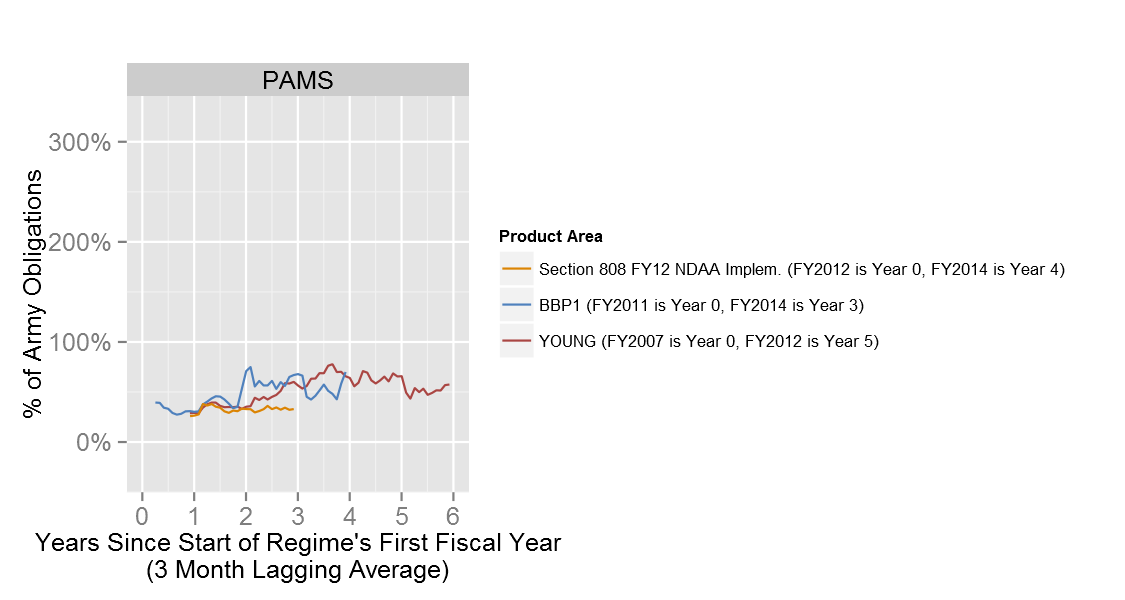 PAMS
% of Army Obligations
300%
200%
100%
0%
0 1 2 3 4 5 6
Years Since Start of Regime's First Fiscal Year
(3 Month Lagging Average)
Product Area
Section 808 FY12 NDAA Implem. (FY2012 is Year 0, FY2014 is Year 4)
BBP1 (FY2011 is Year 0, FY2014 is Year 3)
YOUNG (FY2007 is Year 0, FY2012 is Year 5)